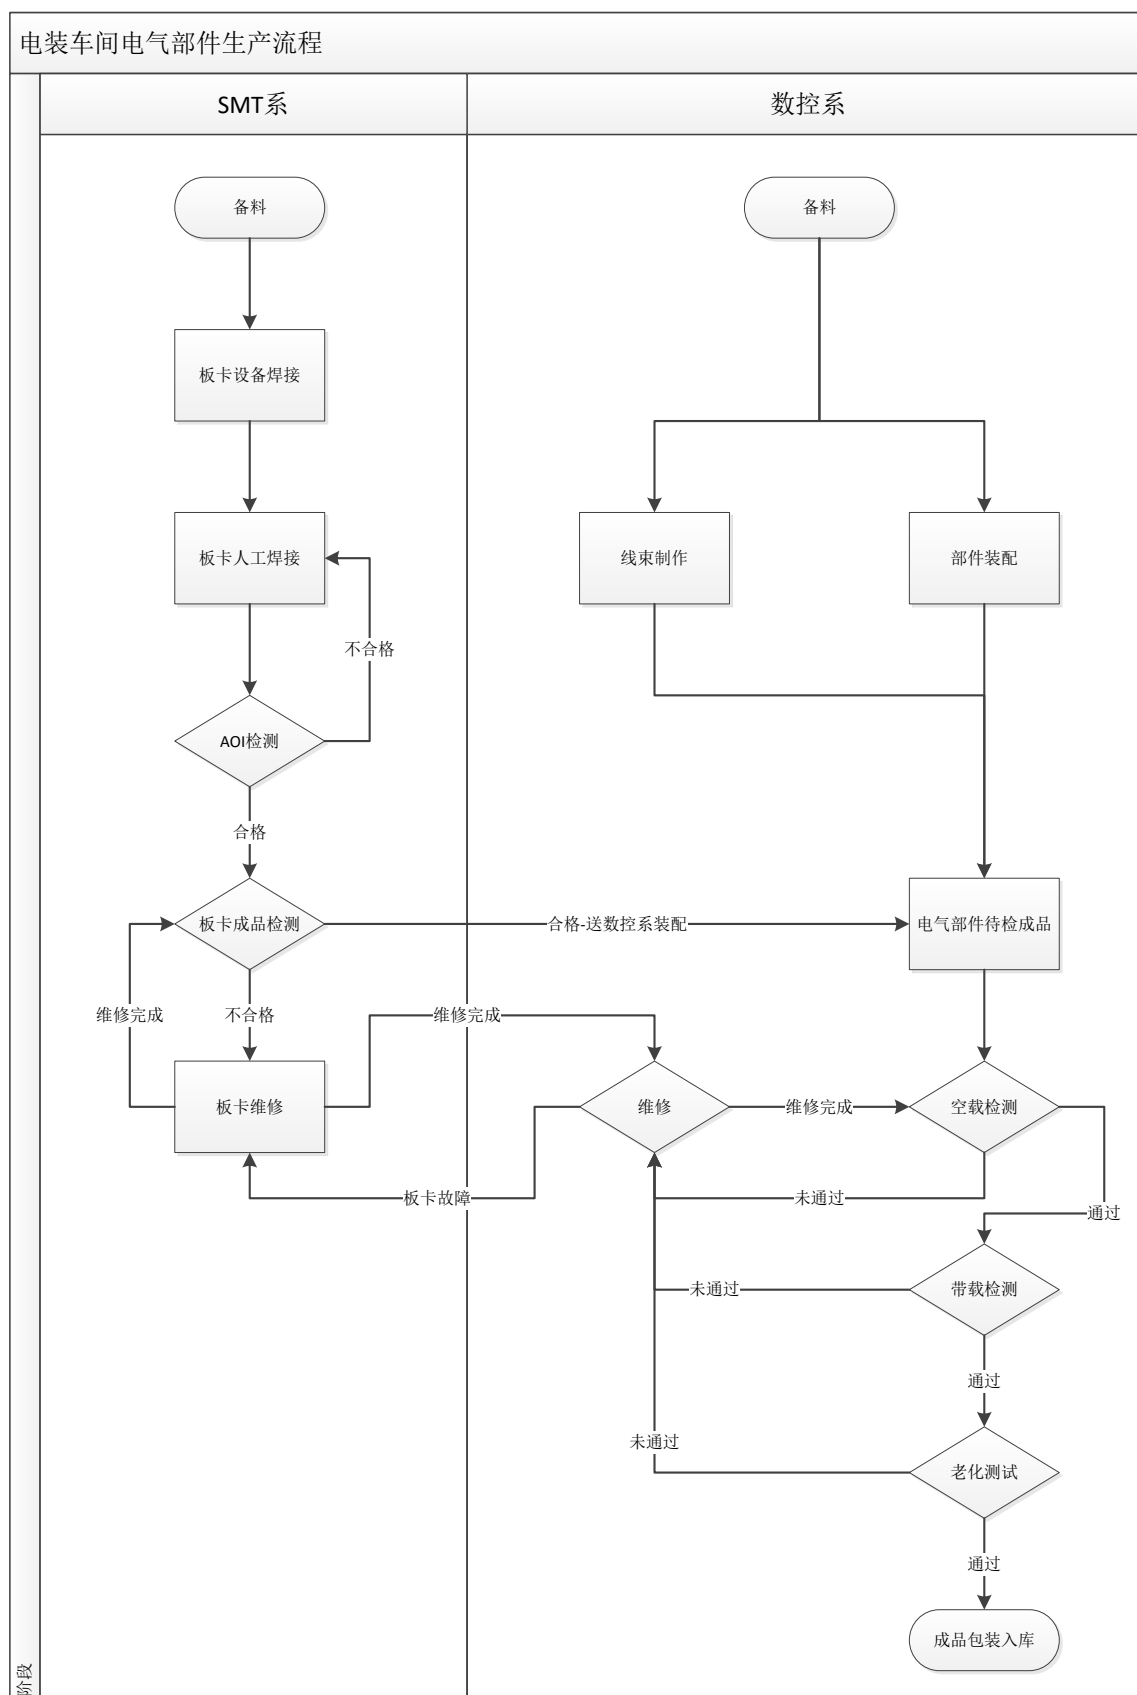 电装车间电气部件生产流程
SMT系
数控系
备料
备料
板卡设备焊接
板卡人工焊接
线束制作
部件装配
不合格
AOI检测
合格
板卡成品检测
合格-送数控系装配
电气部件待检成品
维修完成
不合格
维修完成
板卡维修
维修
维修完成
空载检测
板卡故障
未通过
通过
未通过
带载检测
通过
未通过
老化测试
通过
成品包装入库
阶段